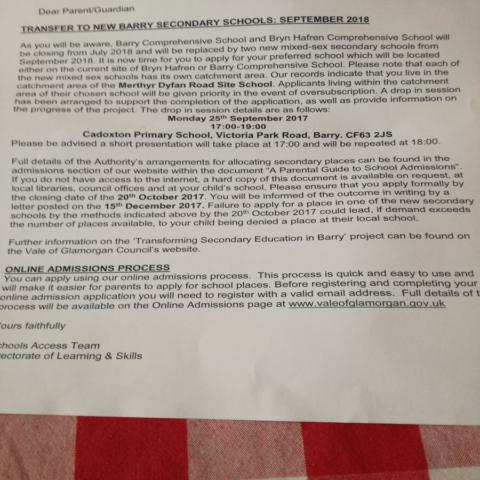 Dear Parent/Guardian
TRANSFER TO NEW BARRY SECONDARY SCHOOLS: SEPTEMBER 2018
As you will be aware, Barry Comprehensive School and Bryn Hafren Comprehensive School will
be closing from July 2018 and will be replaced by two new mixed-sex secondary schools from
September 2018. It is now time for you to apply for your preferred school which will be located
either on the current site of Bryn Hafren or Barry Comprehensive School. Please note that each of
the new mixed sex schools has its own catchment area. Our records indicate that you live in the
catchment area of the Merthyr Dyfan Road Site School. Applicants living within the catchment
area of their chosen school will be given priority in the event of oversubscription. A drop in session
has been arranged to support the completion of the application, as well as provide information on
the progress of the project. The drop in session details are as follows:
Monday 25th September 2017
17:00-19:00
Cadoxton Primary School, Victoria Park Road, Barry. CF63 2JS
Please be advised a short presentation will take place at 17:00 and will be repeated at 18:00.
Full details of the Authority's arrangements for allocating secondary places can be found in the
admissions section of our website within the document "A Parental Guide to School Admissions".
If you do not have access to the internet, a hard copy of this document is available on request, at
local libraries, council offices and at your child's school. Please ensure that you apply formally by
the closing date of the 20th October 2017. You will be informed of the outcome in writing by a
letter posted on the 15th December 2017. Failure to apply for a place in one of the new secondary
schools by the methods indicated above by the 20th October 2017 could lead, if demand exceeds
the number of places available, to your child being denied a place at their local school.
Further information on the 'Transforming Secondary Education in Barry' project can be found on
the Vale of Glamorgan Council's website.
ONLINE ADMISSIONS PROCESS
You can apply using our online admissions process. This process is quick and easy to use and
will make it easier for parents to apply for school places. Before registering and completing your
online admission application you will need to register with a valid email address. Full details of t
process will be available on the Online Admissions page at www.valeofglamorgan.gov.uk
Yours faithfully
chools Access Team
rectorate of Learning & Skills